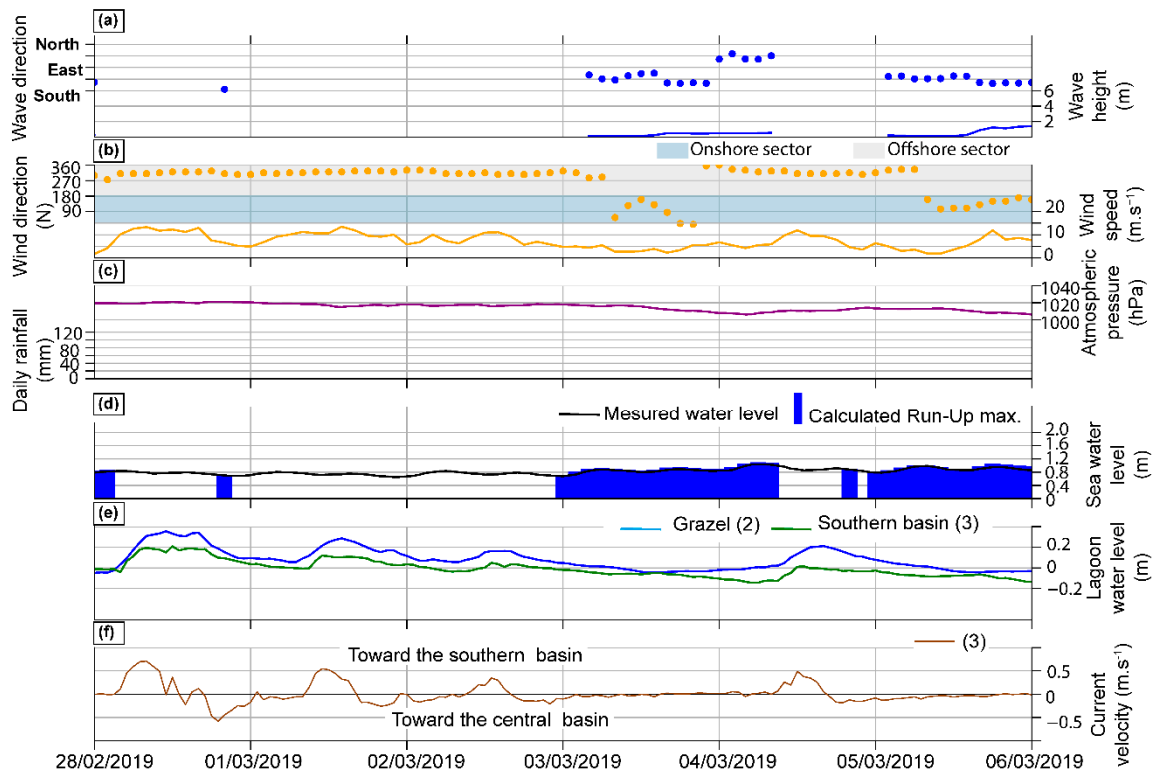 (a)
North
East
South
Wave direction
6
4
2
Wave height
(m)
(b)
Onshore sector
Offshore sector
360
270
180
90
Wind direction
(N)
20
10
0
Wind speed
(m.s⁻¹)
(c)
1040
1020
1000
Atmospheric
pressure
(hPa)
120
80
40
20
0
Daily rainfall
(mm)
(d)
Mesured water level
Calculated Run-Up max.
2.0
1.6
1.2
0.8
0.4
0
Sea water
level
(m)
(e)
Grazel (2)
Southern basin (3)
0.2
0
−0.2
Lagoon
water level
(m)
(f)
(3)
Toward the southern basin
Toward the central basin
0.5
0
−0.5
Current
velocity (m.s⁻¹)
28/02/2019
01/03/2019
02/03/2019
03/03/2019
04/03/2019
05/03/2019
06/03/2019